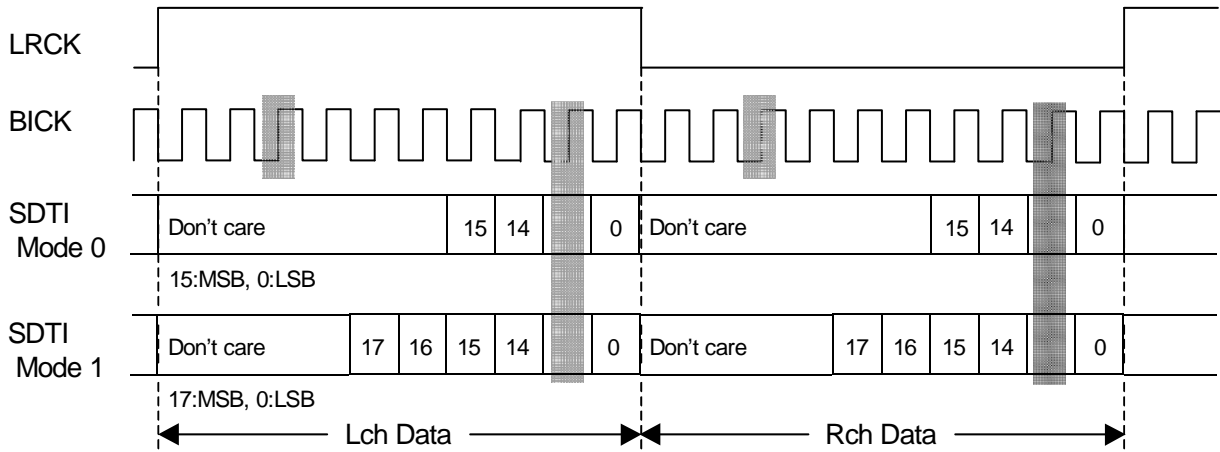 LRCK
BICK
SDTI
Mode 0
Don't care 15 14 0 Don't care 15 14 0
15:MSB, 0:LSB
SDTI
Mode 1
Don't care 17 16 15 14 0 Don't care 17 16 15 14 0
17:MSB, 0:LSB
Lch Data Rch Data